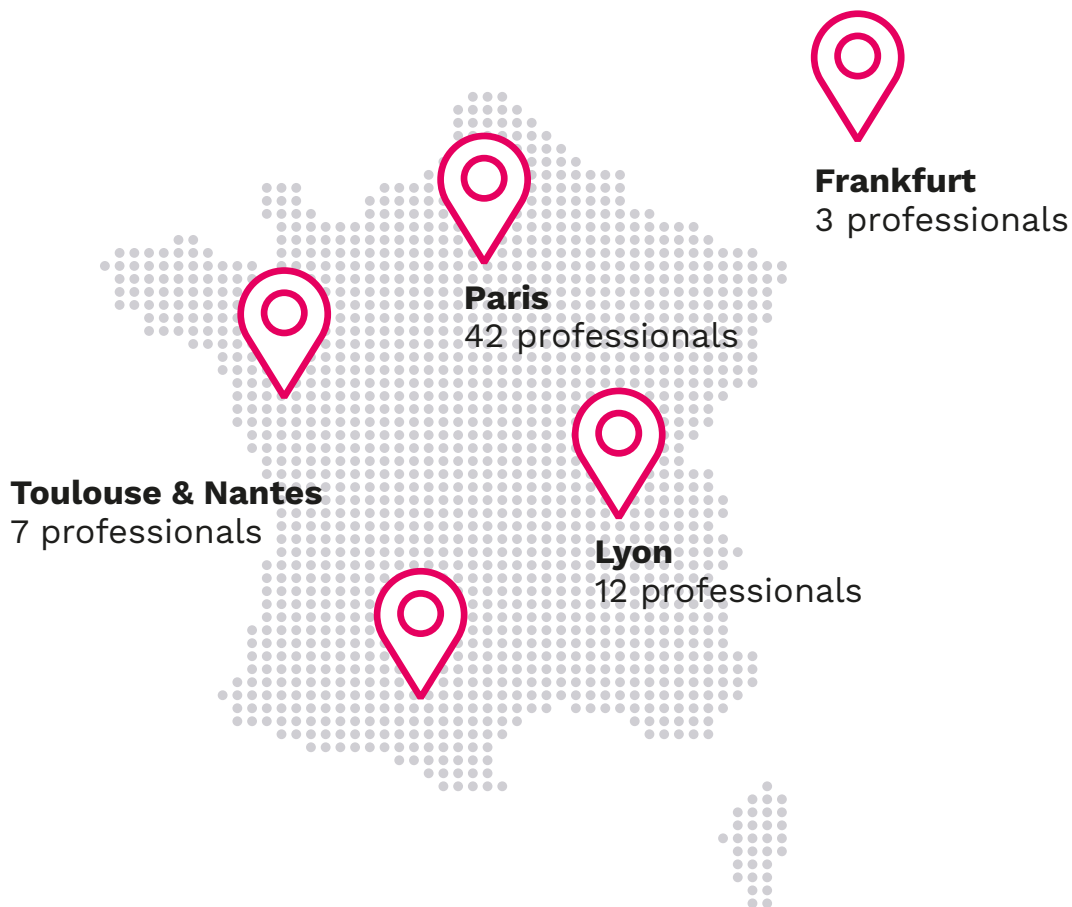 Frankfurt
3 professionals
Paris
42 professionals
Toulouse & Nantes
7 professionals
Lyon
12 professionals